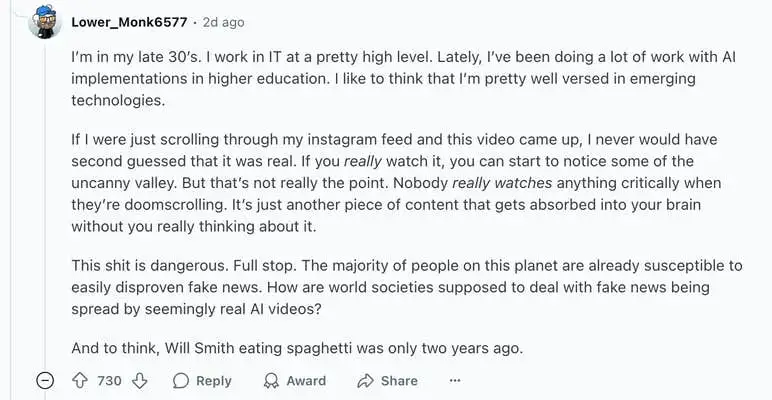 Lower_Monk6577 · 2d ago
I’m in my late 30’s. I work in IT at a pretty high level. Lately, I’ve been doing a lot of work with AI
implementations in higher education. I like to think that I’m pretty well versed in emerging
technologies.
If I were just scrolling through my instagram feed and this video came up, I never would have
second guessed that it was real. If you really watch it, you can start to notice some of the
uncanny valley. But that’s not really the point. Nobody really watches anything critically when
they’re doomscrolling. It’s just another piece of content that gets absorbed into your brain
without you really thinking about it.
This shit is dangerous. Full stop. The majority of people on this planet are already susceptible to
easily disproven fake news. How are world societies supposed to deal with fake news being
spread by seemingly real AI videos?
And to think, Will Smith eating spaghetti was only two years ago.
730 Reply Award Share ...